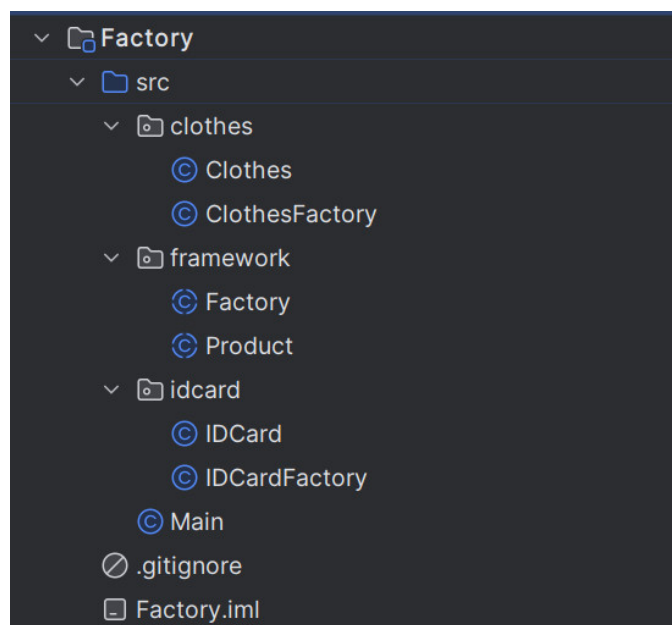 Factory
src
clothes
Clothes
ClothesFactory
framework
Factory
Product
idcard
IDCard
IDCardFactory
Main
.gitignore
Factory.iml